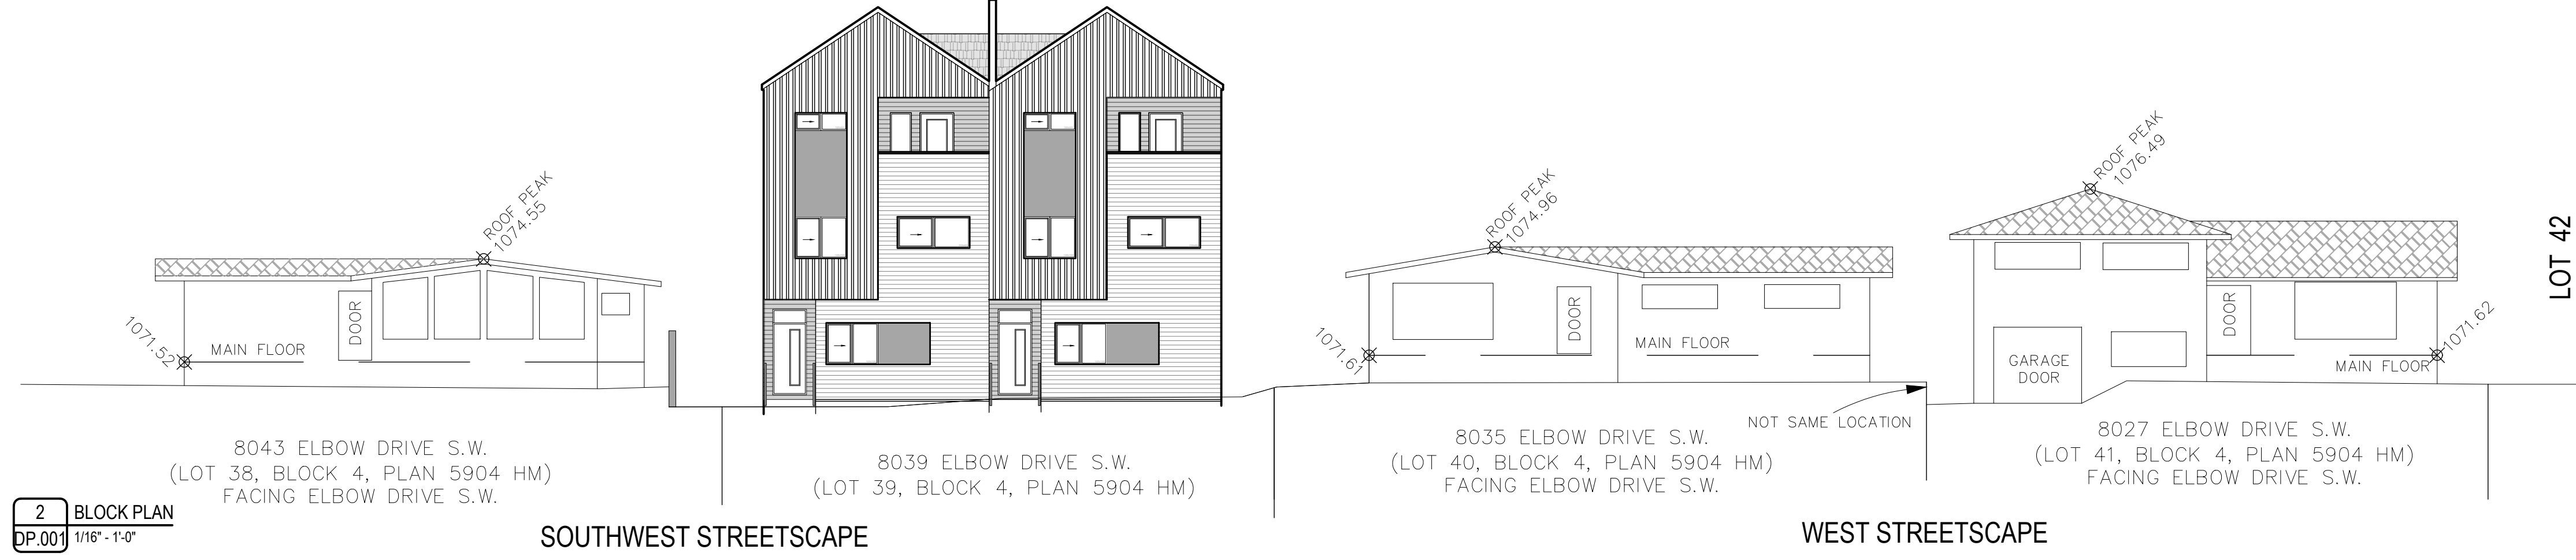 ROOF PEAK
1074.55
DOOR
1071.52
MAIN FLOOR
8043 ELBOW DRIVE S.W.
(LOT 38, BLOCK 4, PLAN 5904 HM)
FACING ELBOW DRIVE S.W.
8039 ELBOW DRIVE S.W.
(LOT 39, BLOCK 4, PLAN 5904 HM)
ROOF PEAK
1074.96
DOOR
1071.61
MAIN FLOOR
8035 ELBOW DRIVE S.W.
(LOT 40, BLOCK 4, PLAN 5904 HM)
FACING ELBOW DRIVE S.W.
NOT SAME LOCATION
ROOF PEAK
1076.49
DOOR
GARAGE
DOOR
1071.62
MAIN FLOOR
8027 ELBOW DRIVE S.W.
(LOT 41, BLOCK 4, PLAN 5904 HM)
FACING ELBOW DRIVE S.W.
LOT 42
2
DP.001
BLOCK PLAN
1/16" - 1'-0"
SOUTHWEST STREETSCAPE
WEST STREETSCAPE